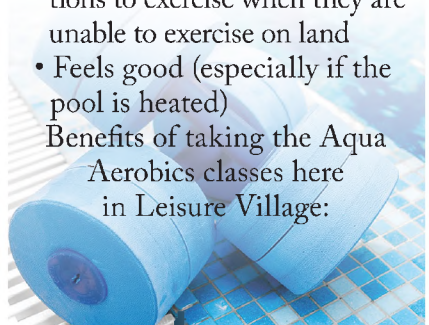 tions to exercise when they are
unable to exercise on land
• Feels good (especially if the
pool is heated)
Benefits of taking the Aqua
Aerobics classes here
in Leisure Village: